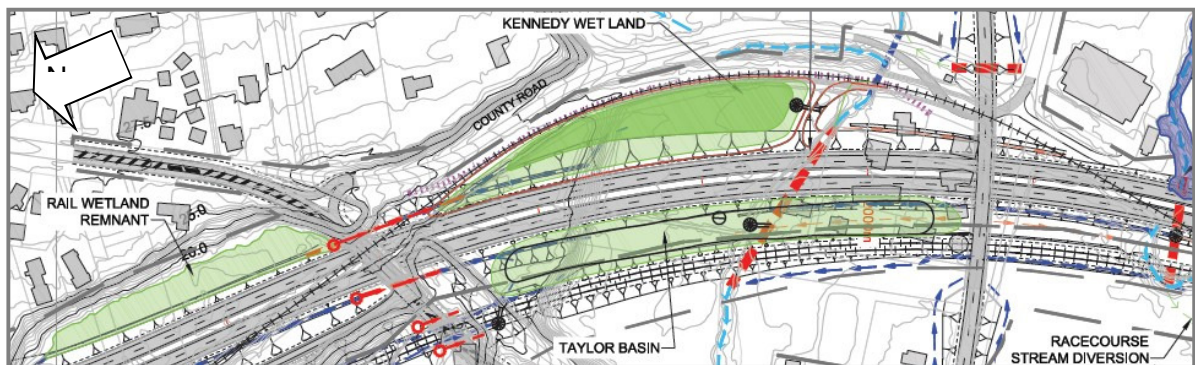 KENNEDY WET LAND
COUNTY ROAD
RAIL WETLAND
REMNANT
TAYLOR BASIN
RACECOURSE
STREAM DIVERSION